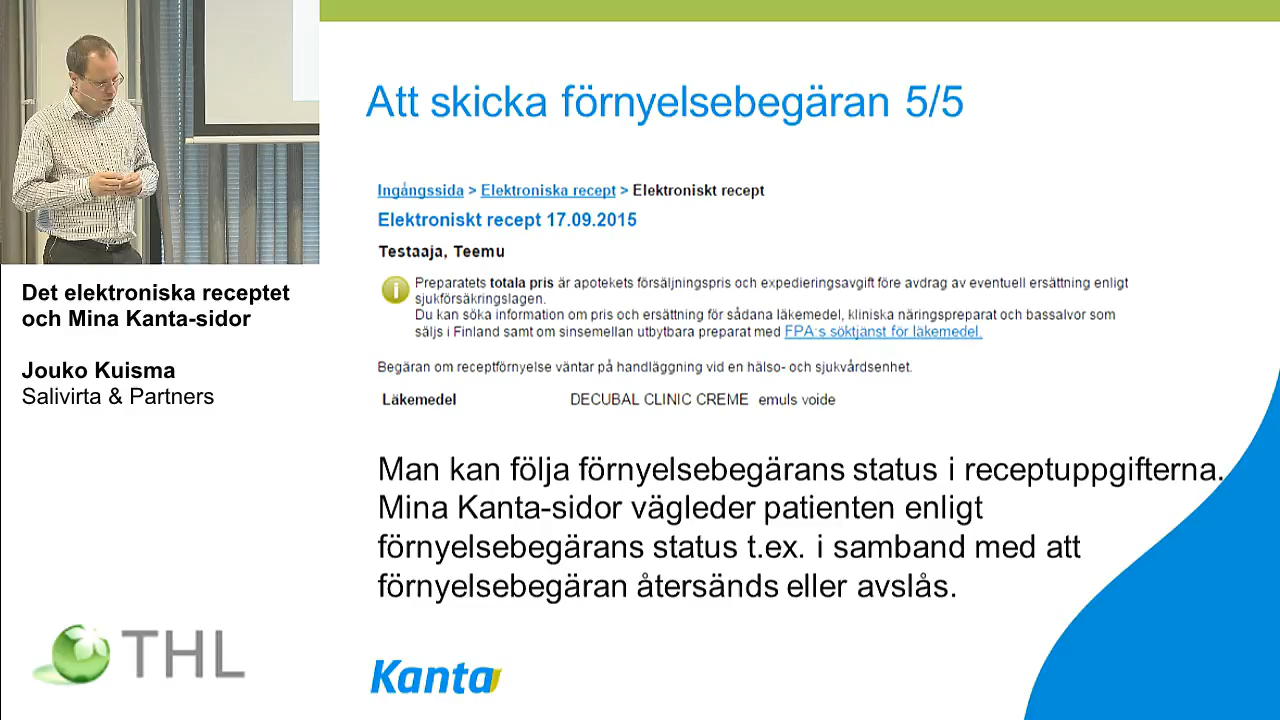 Att skicka förnyelsebegäran 5/5
Ingångssida > Elektroniska recept > Elektroniskt recept
Elektroniskt recept 17.09.2015
Testaaja, Teemu
i
Preparatets totala pris är apotekets försäljningspris och expedieringsavgift före avdrag av eventuell ersättning enligt
sjukförsäkringslagen.
Du kan söka information om pris och ersättning för sådana läkemedel, kliniska näringspreparat och bassalvor som
säljs i Finland samt om sinsemellan utbytbara preparat med FPA:s söktjänst för läkemedel.
Begäran om receptförnyelse väntar på handläggning vid en hälso- och sjukvårdsenhet.
Läkemedel DECUBAL CLINIC CREME emuls voide
Man kan följa förnyelsebegärans status i receptuppgifterna.
Mina Kanta-sidor vägleder patienten enligt
förnyelsebegärans status t.ex. i samband med att
förnyelsebegäran återsänds eller avslås.
Kanta
Det elektroniska receptet
och Mina Kanta-sidor
Jouko Kuisma
Salivirta & Partners
THL